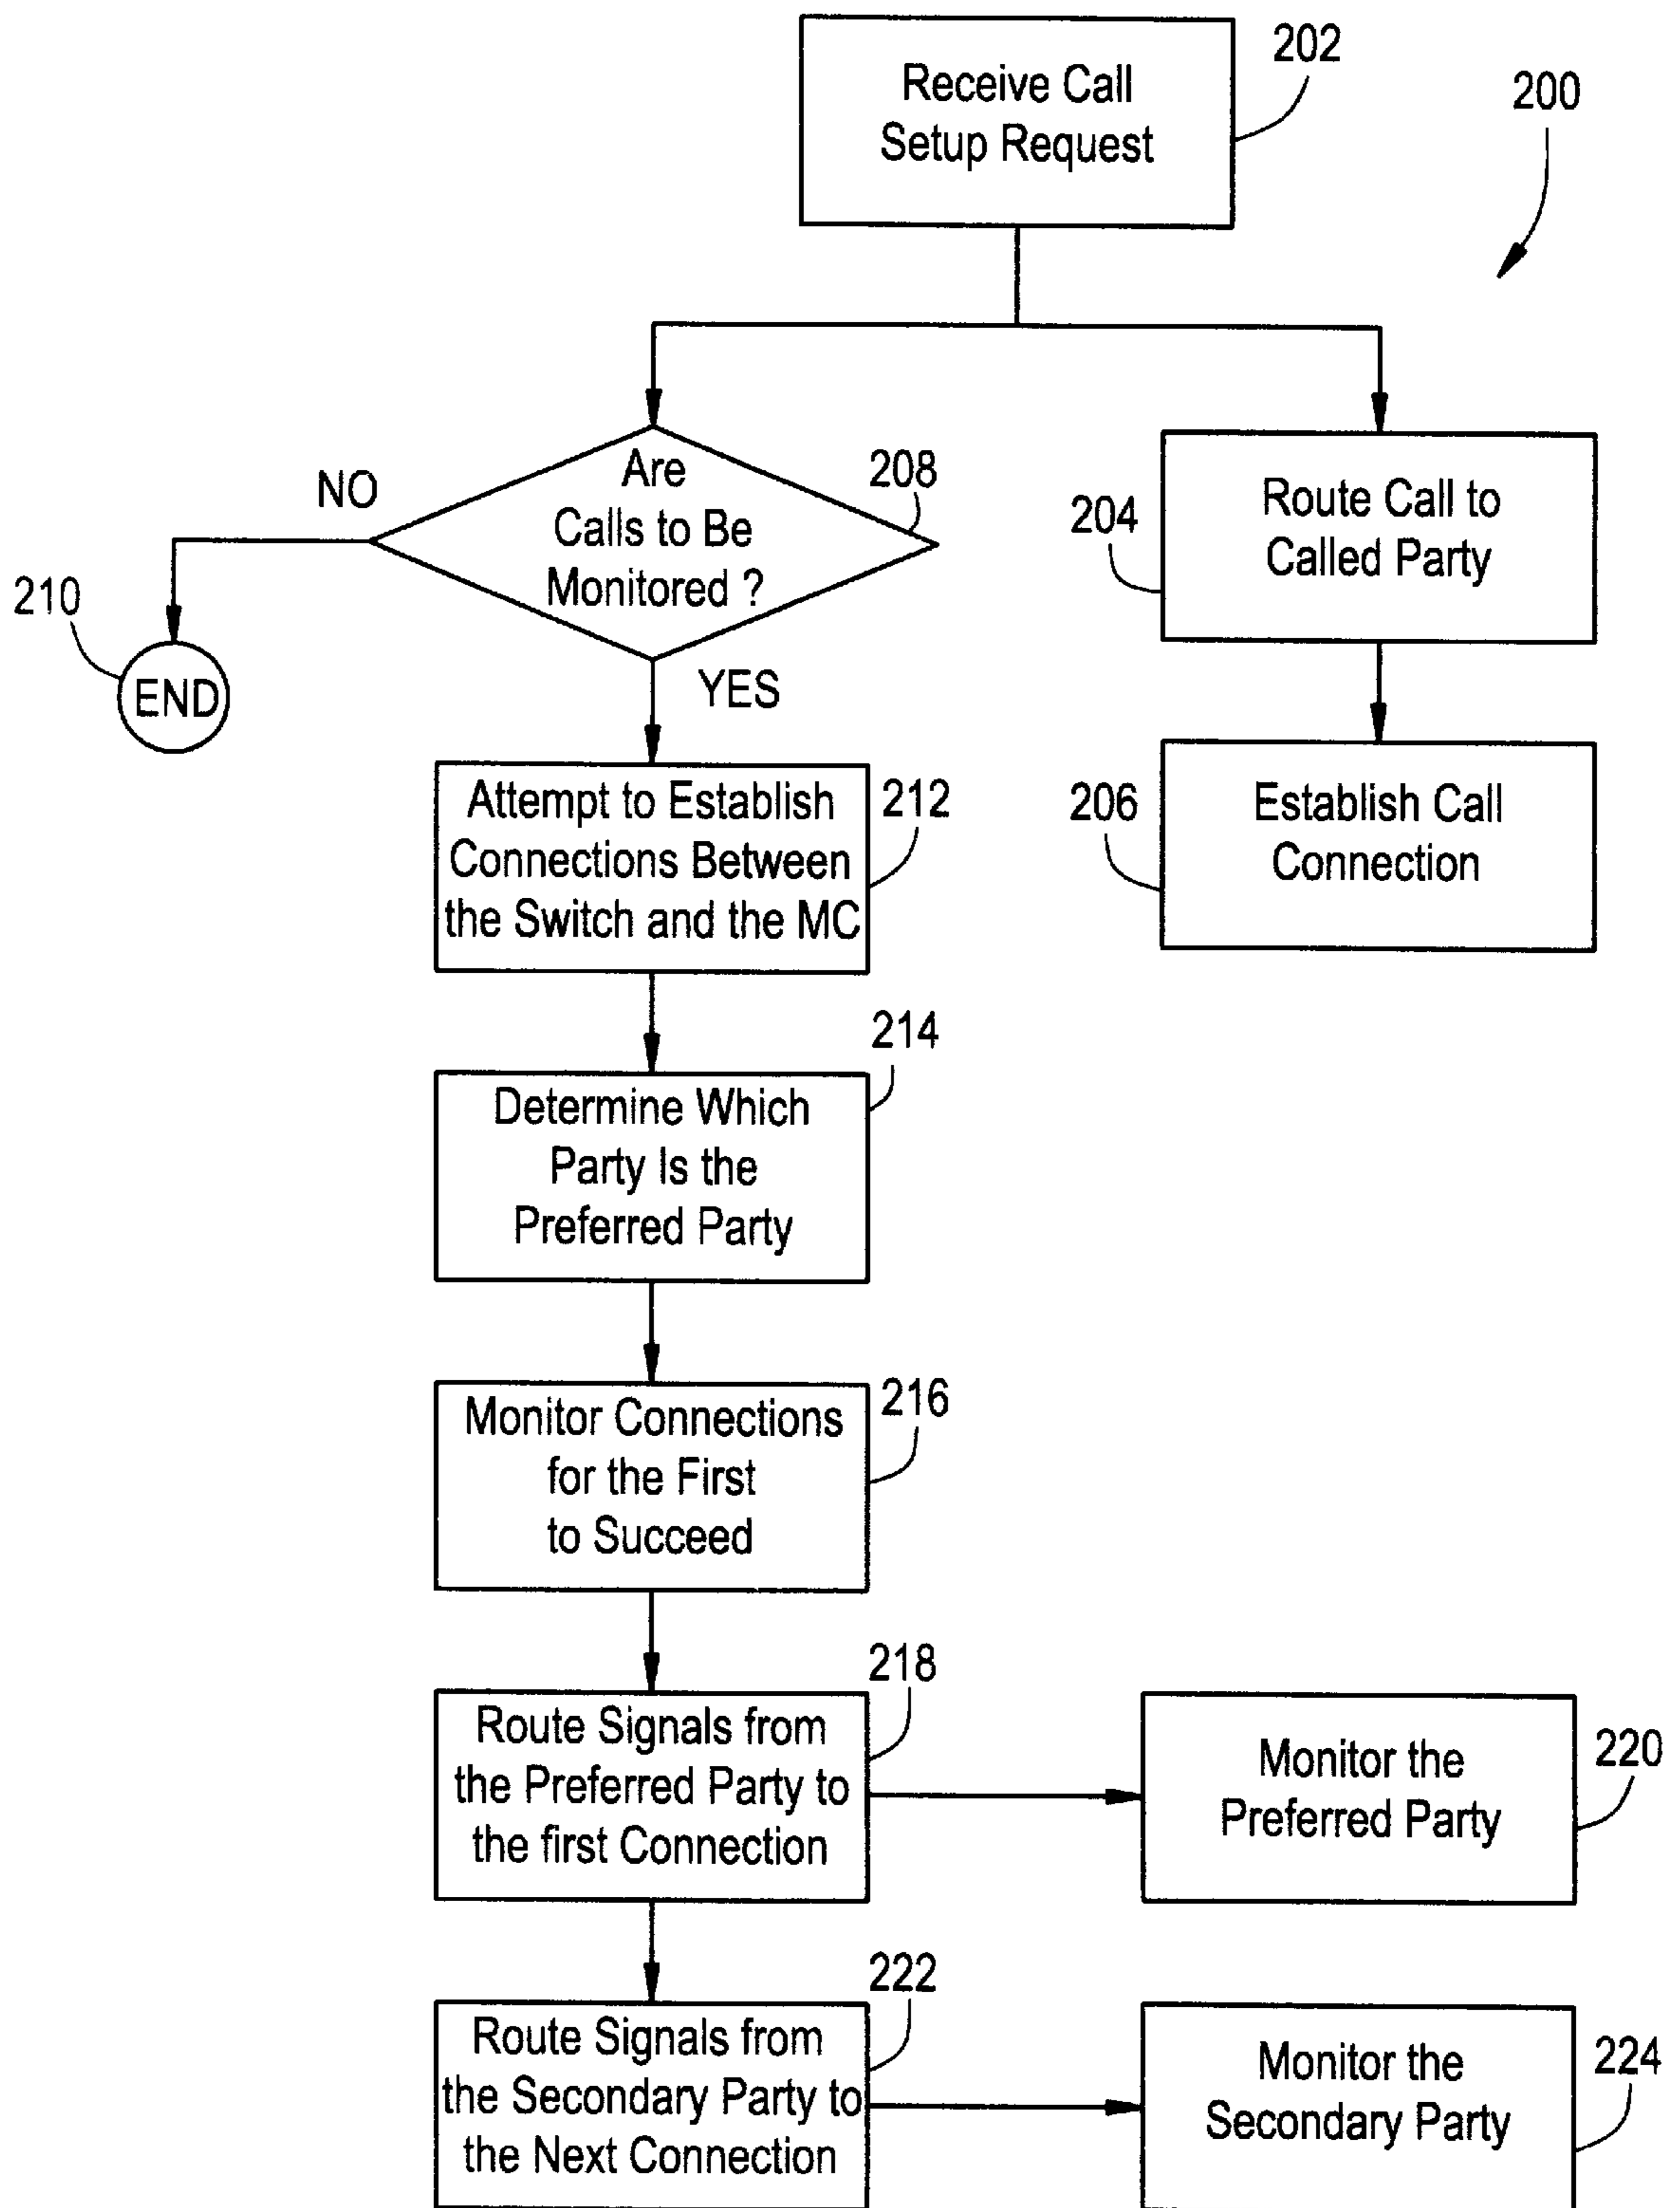 202
Receive Call
Setup Request
200
Are
Calls to Be
Monitored ?
208
NO
YES
204
Route Call to
Called Party
210
END
Attempt to Establish
Connections Between
the Switch and the MC
212
206
Establish Call
Connection
214
Determine Which
Party Is the
Preferred Party
216
Monitor Connections
for the First
to Succeed
218
Route Signals from
the Preferred Party to
the first Connection
Monitor the
Preferred Party
220
222
Route Signals from
the Secondary Party to
the Next Connection
Monitor the
Secondary Party
224